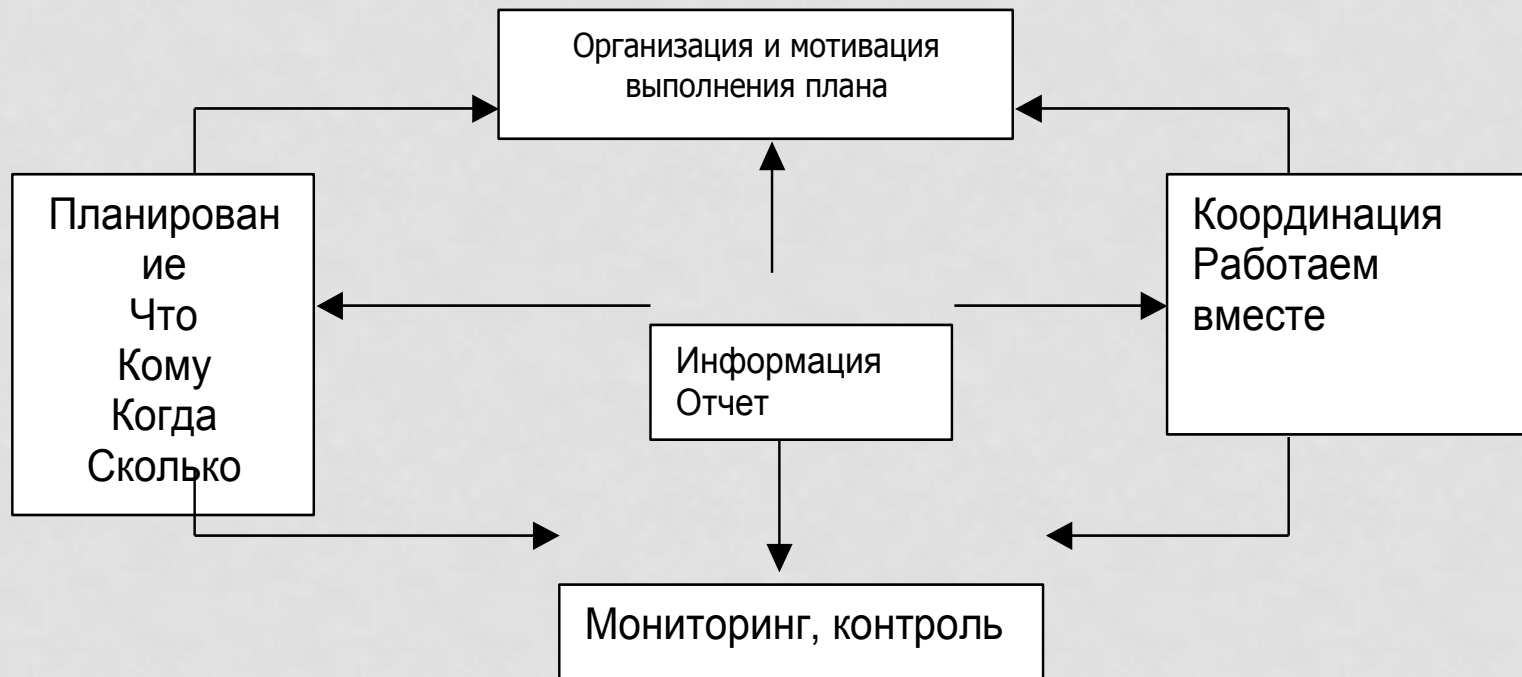 Организация и мотивация
выполнения плана
Планирован
ие
Что
Кому
Когда
Сколько
Координация
Работаем
вместе
Информация
Отчет
Мониторинг, контроль